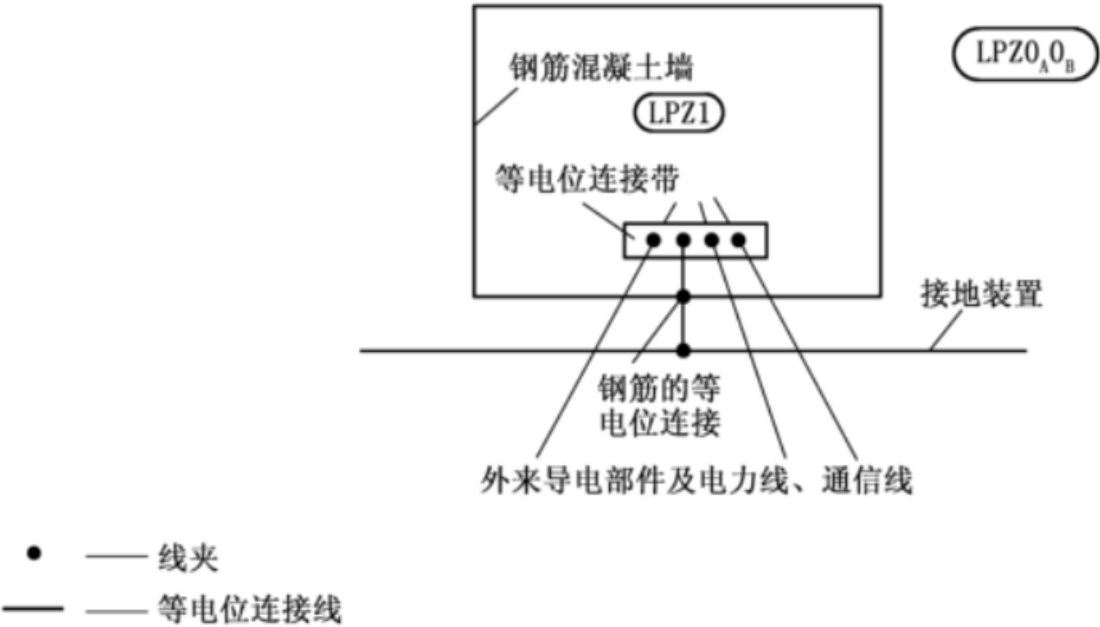 LPZ0A0B
钢筋混凝土墙
LPZ1
等电位连接带
接地装置
钢筋的等
电位连接
外来导电部件及电力线、通信线
线夹
等电位连接线